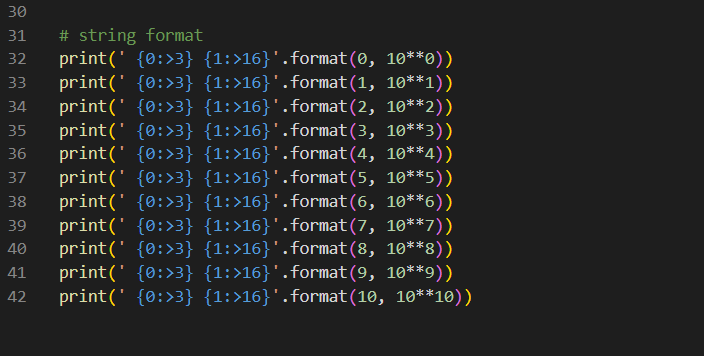 30
31 # string format
32 print(' {0:>3} {1:>16}'.format(0, 10**0))
33 print(' {0:>3} {1:>16}'.format(1, 10**1))
34 print(' {0:>3} {1:>16}'.format(2, 10**2))
35 print(' {0:>3} {1:>16}'.format(3, 10**3))
36 print(' {0:>3} {1:>16}'.format(4, 10**4))
37 print(' {0:>3} {1:>16}'.format(5, 10**5))
38 print(' {0:>3} {1:>16}'.format(6, 10**6))
39 print(' {0:>3} {1:>16}'.format(7, 10**7))
40 print(' {0:>3} {1:>16}'.format(8, 10**8))
41 print(' {0:>3} {1:>16}'.format(9, 10**9))
42 print(' {0:>3} {1:>16}'.format(10, 10**10))